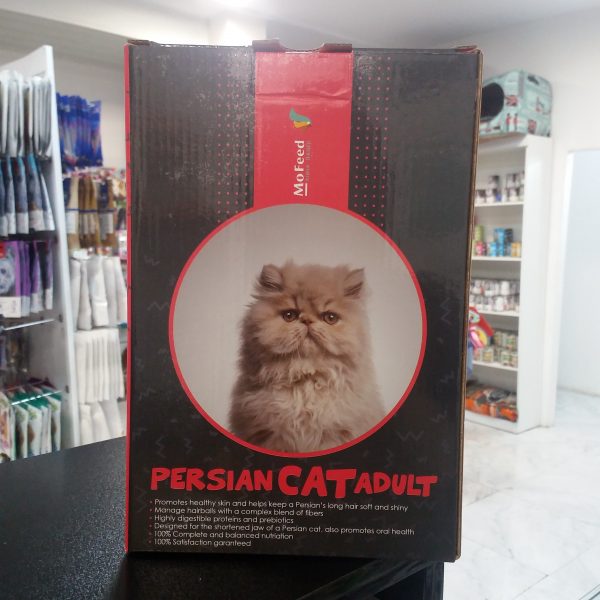 MoFeed
PERSIAN CAT ADULT
· Promotes healthy skin and helps keep a Persian's long hair soft and shiny
· Manage hairballs with a complex blend of fibers
· Highly digestible proteins and prebiotics
· Designed for the shortened jaw of a Persian cat, also promotes oral health
· 100% Complete and balanced nutriation
· 100% Satisfaction garanteed